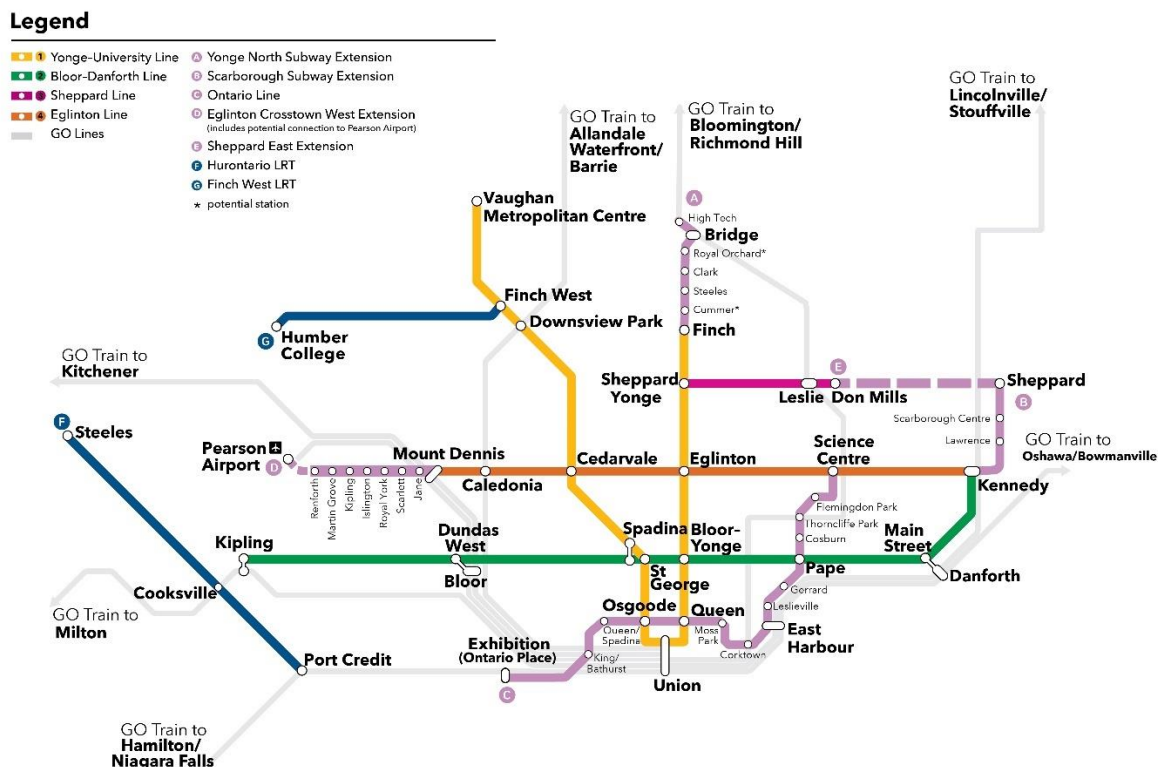 Legend
1 Yonge-University Line
2 Bloor-Danforth Line
3 Sheppard Line
4 Eglinton Line
GO Lines
A Yonge North Subway Extension
B Scarborough Subway Extension
C Ontario Line
D Eglinton Crosstown West Extension
(includes potential connection to Pearson Airport)
E Sheppard East Extension
F Hurontario LRT
G Finch West LRT
* potential station
GO Train to
Allandale
Waterfront/
Barrie
GO Train to
Bloomington/
Richmond Hill
GO Train to
Lincolnville/
Stouffville
Vaughan
Metropolitan Centre
A
High Tech
Bridge
Royal Orchard*
Clark
Steeles
Cummer*
Finch
Finch West
Downsview Park
G
Humber
College
GO Train to
Kitchener
Sheppard
Yonge
Leslie
E
Don Mills
Sheppard
B
Scarborough Centre
Lawrence
GO Train to
Oshawa/Bowmanville
F
Steeles
Pearson
Airport
D
Renforth
Martin Grove
Kipling
Islington
Royal York
Scarlett
Jane
Mount Dennis
Caledonia
Cedarvale
Eglinton
Science
Centre
Kennedy
Flemingdon Park
Thorncliffe Park
Cosburn
Kipling
Dundas
West
Bloor
Spadina
St
George
Bloor-
Yonge
Pape
Main
Street
Danforth
Cooksville
GO Train to
Milton
Gerrard
Leslieville
East
Harbour
Osgoode
Queen
Queen/
Spadina
Moss
Park
Corktown
King/
Bathurst
Exhibition
(Ontario Place)
C
Union
Port Credit
GO Train to
Hamilton/
Niagara Falls